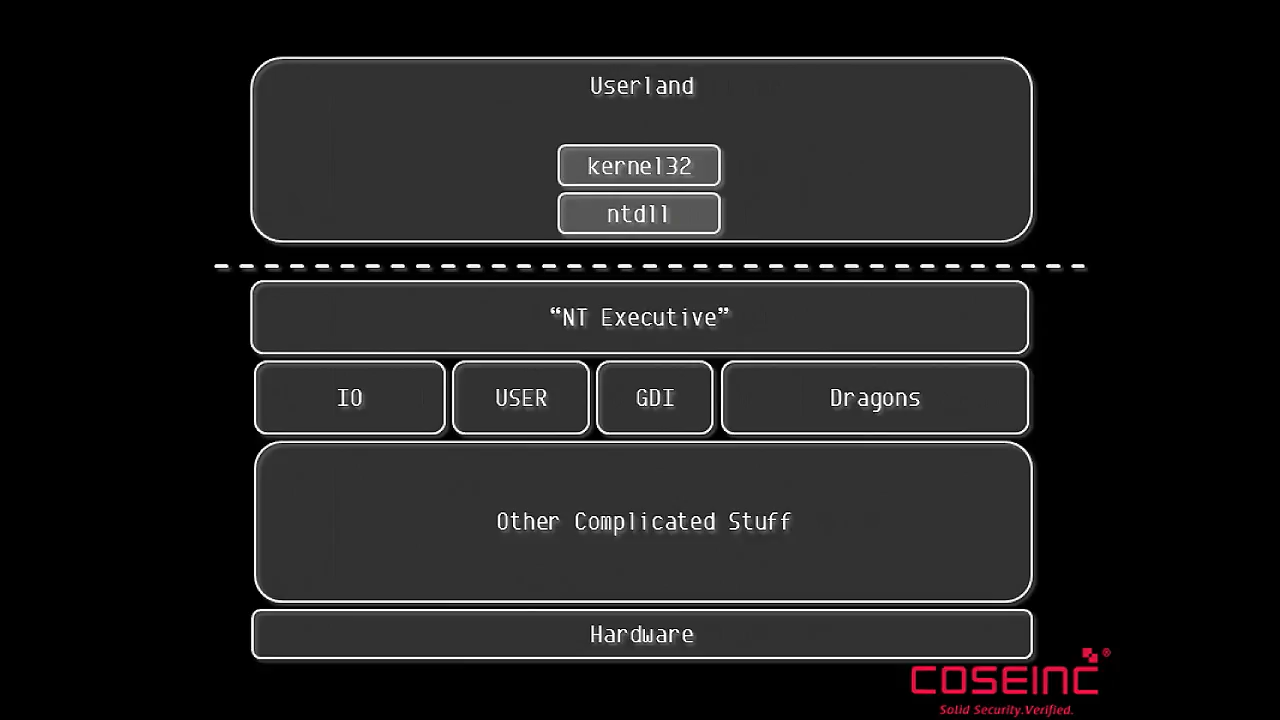 Userland
kernel32
ntdll
“NT Executive”
IO USER GDI Dragons
Other Complicated Stuff
Hardware
COSEINC®
Solid Security.Verified.